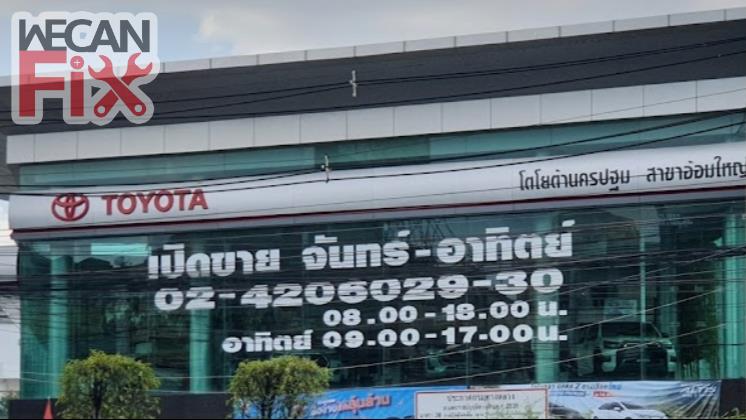 WECAN
Fix
TOYOTA
โตโยต้านครปฐม สาขาอ้อมใหญ่
เปิดขาย จันทร์-อาทิตย์
02-4206029-30
08.00-18.00 น.
อาทิตย์ 09.00-17.00 น.